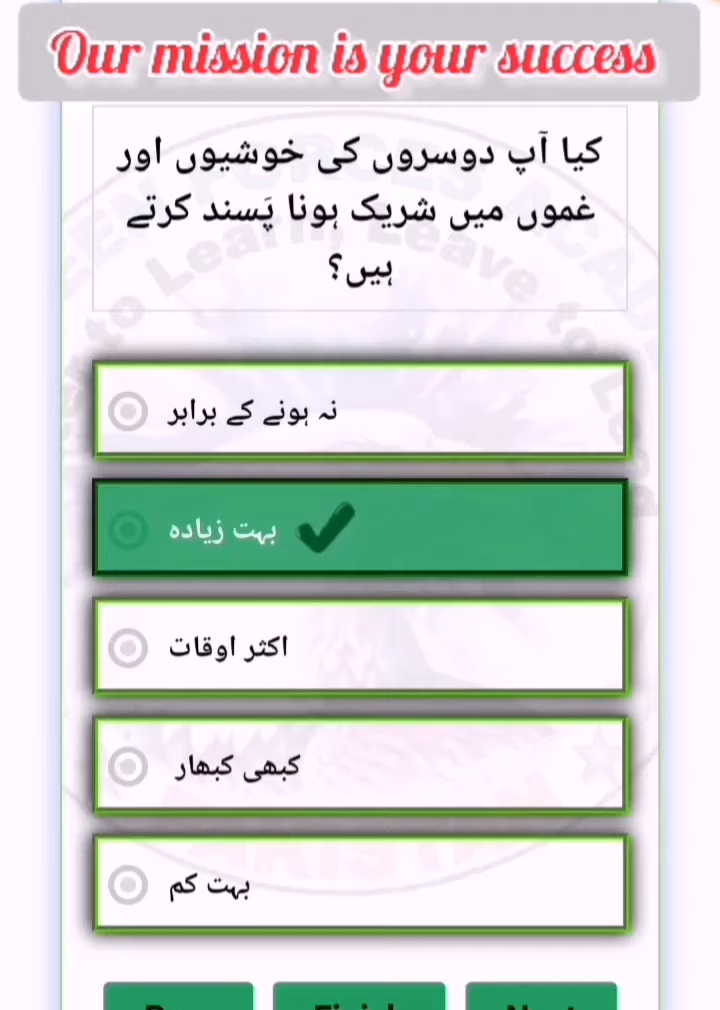 Our mission is your success
کیا آپ دوسروں کی خوشیوں اور
غموں میں شریک ہونا پَسند کرتے
ہیں؟
نہ ہونے کے برابر
بہت زیادہ
اکثر اوقات
کبھی کبھار
بہت کم